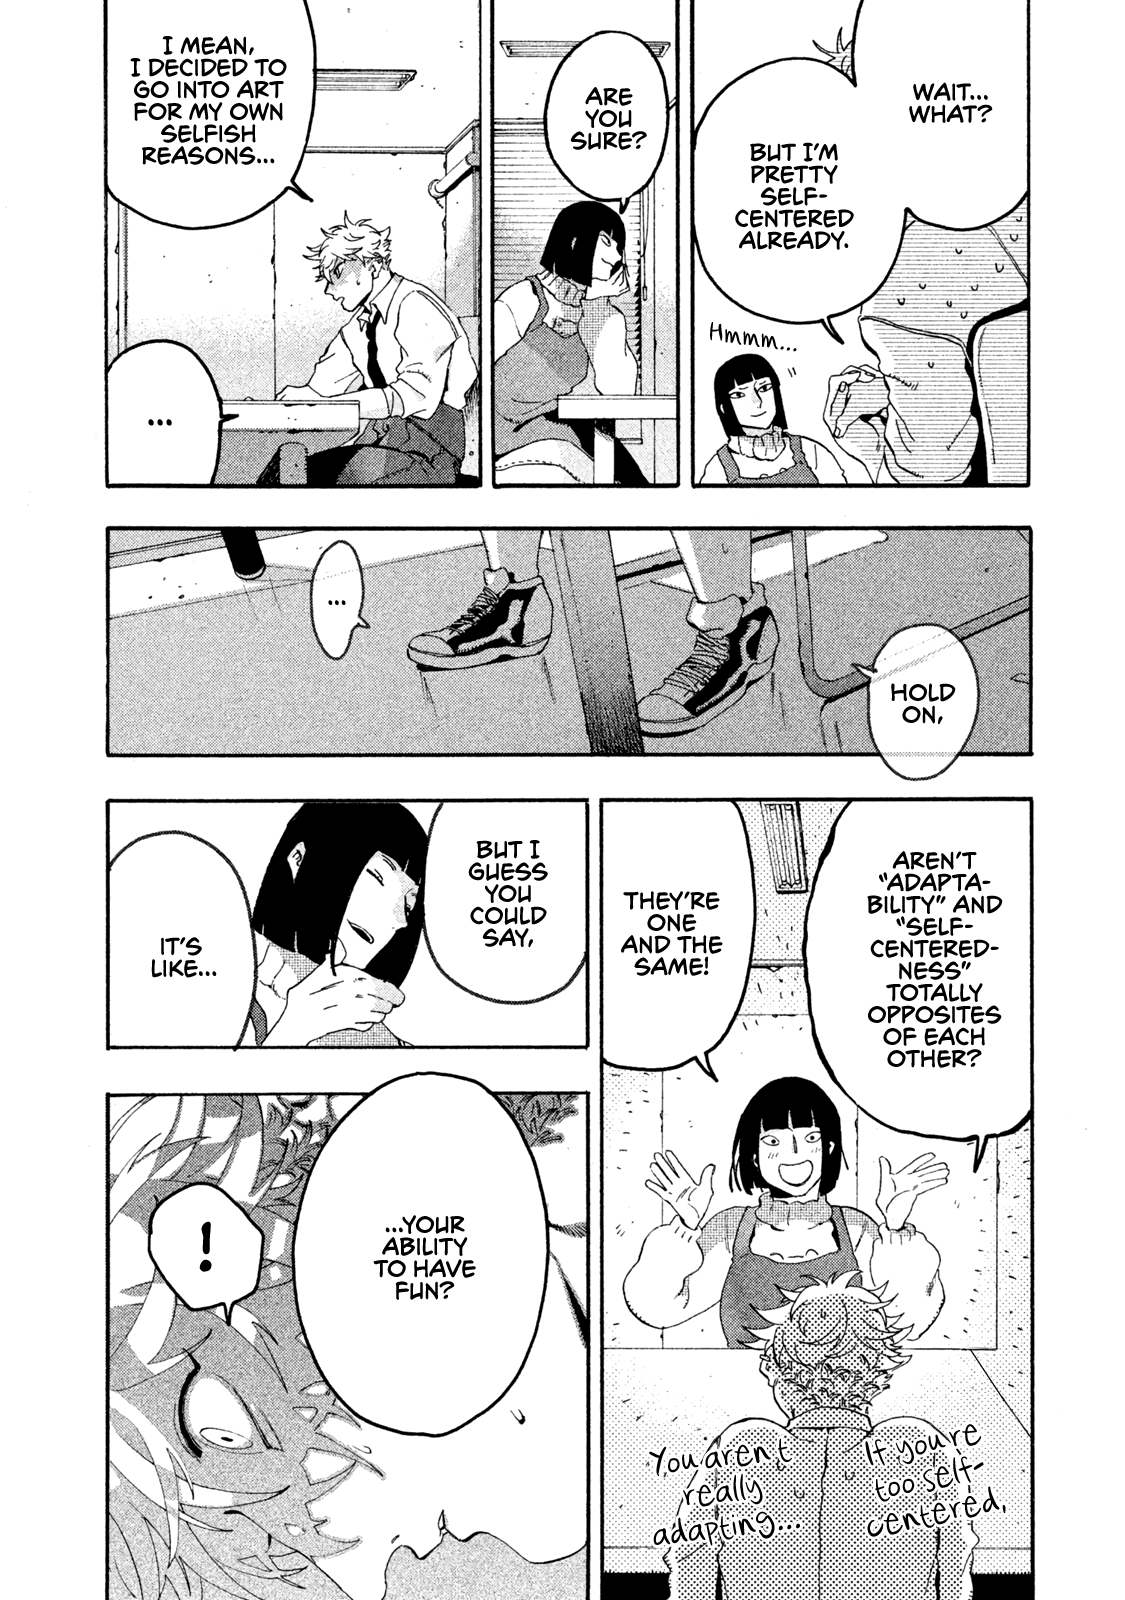 WAIT...
WHAT?
BUT I'M
PRETTY
SELF-
CENTERED
ALREADY.
Hmmm...
ARE
YOU
SURE?
I MEAN,
I DECIDED TO
GO INTO ART
FOR MY OWN
SELFISH
REASONS...
...
HOLD
ON,
...
AREN'T
"ADAPTA-
BILITY" AND
"SELF-
CENTERED-
NESS"
TOTALLY
OPPOSITES
OF EACH
OTHER?
THEY'RE
ONE
AND THE
SAME!
If you're
too self-
centered,
You aren't
really
adapting...
BUT I
GUESS
YOU
COULD
SAY,
IT'S
LIKE...
...YOUR
ABILITY
TO HAVE
FUN?
!